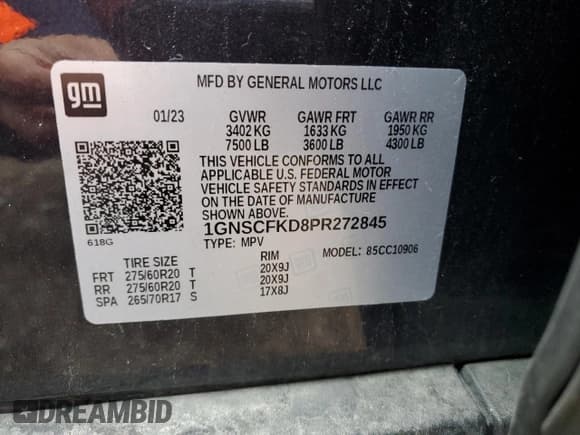 gm
MFD BY GENERAL MOTORS LLC
01/23 GVWR GAWR FRT GAWR RR
3402 KG 1633 KG 1950 KG
7500 LB 3600 LB 4300 LB
THIS VEHICLE CONFORMS TO ALL
APPLICABLE U.S. FEDERAL MOTOR
VEHICLE SAFETY STANDARDS IN EFFECT
ON THE DATE OF MANUFACTURE
SHOWN ABOVE.
618G
1GNSCFKD8PR272845
TYPE: MPV MODEL: 85CC10906
TIRE SIZE RIM
FRT 275/60R20 T 20X9J
RR 275/60R20 T 20X9J
SPA 265/70R17 S 17X8J
DREAMBID